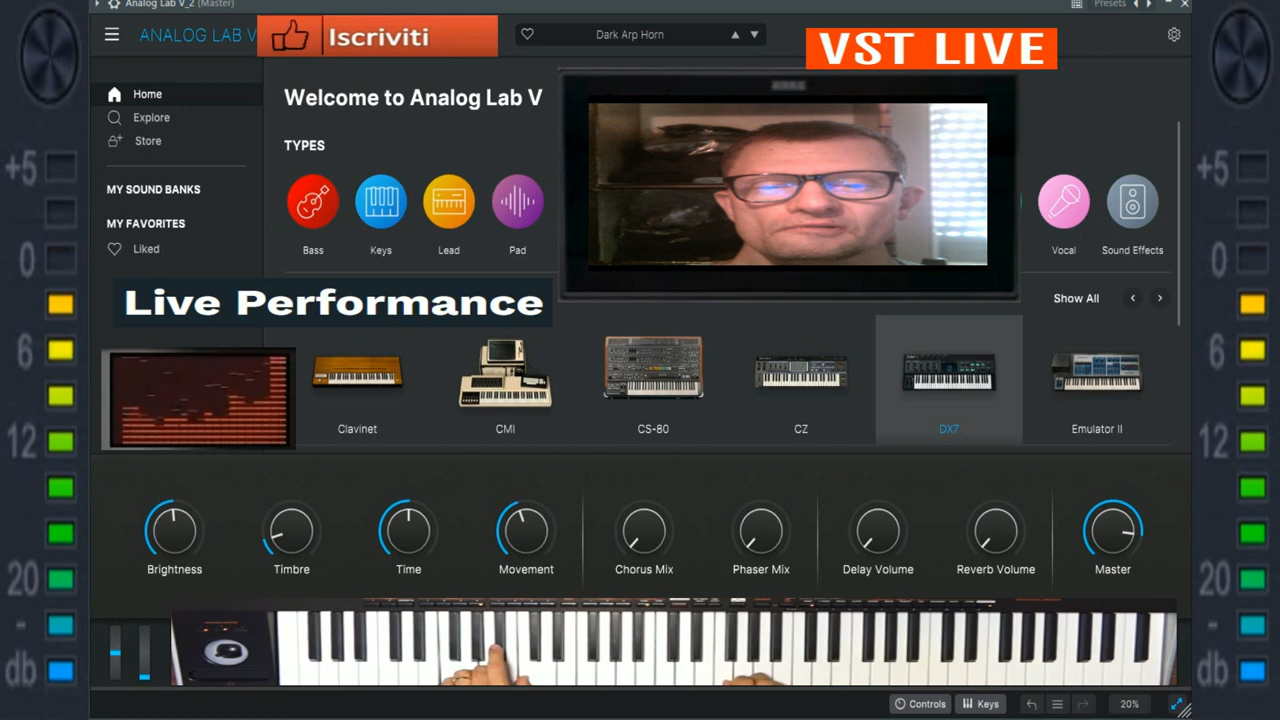 Analog Lab V_2 (Master)
Presets
ANALOG LAB V
Iscriviti
Dark Arp Horn
VST LIVE
Home
Explore
Store
MY SOUND BANKS
MY FAVORITES
Liked
Welcome to Analog Lab V
KORG
TYPES
Bass
Keys
Lead
Pad
Vocal
Sound Effects
Live Performance
Show All
Clavinet
CMI
CS-80
CZ
DX7
Emulator II
Brightness
Timbre
Time
Movement
Chorus Mix
Phaser Mix
Delay Volume
Reverb Volume
Master
Controls
Keys
20%
+5
0
6
12
20
-
db
+5
0
6
12
20
-
db